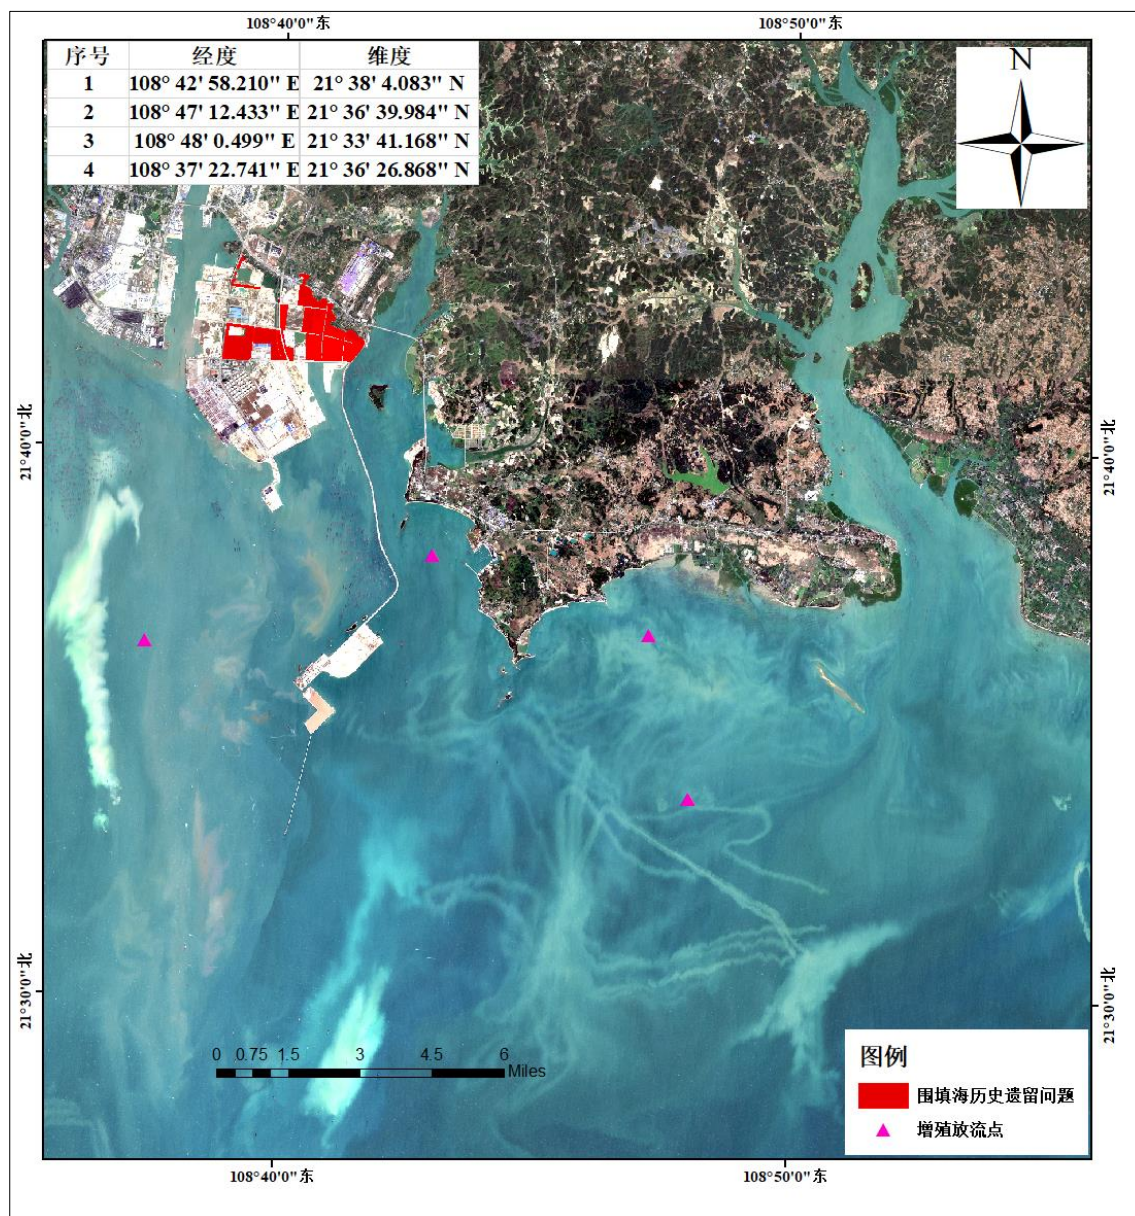 108°40'0"东
108°50'0"东
序号 经度 维度
1 108° 42' 58.210" E 21° 38' 4.083" N
2 108° 47' 12.433" E 21° 36' 39.984" N
3 108° 48' 0.499" E 21° 33' 41.168" N
4 108° 37' 22.741" E 21° 36' 26.868" N
N
21°40'0"北
21°40'0"北
21°30'0"北
21°30'0"北
0 0.75 1.5 3 4.5 6
Miles
图例
围填海历史遗留问题
增殖放流点
108°40'0"东
108°50'0"东